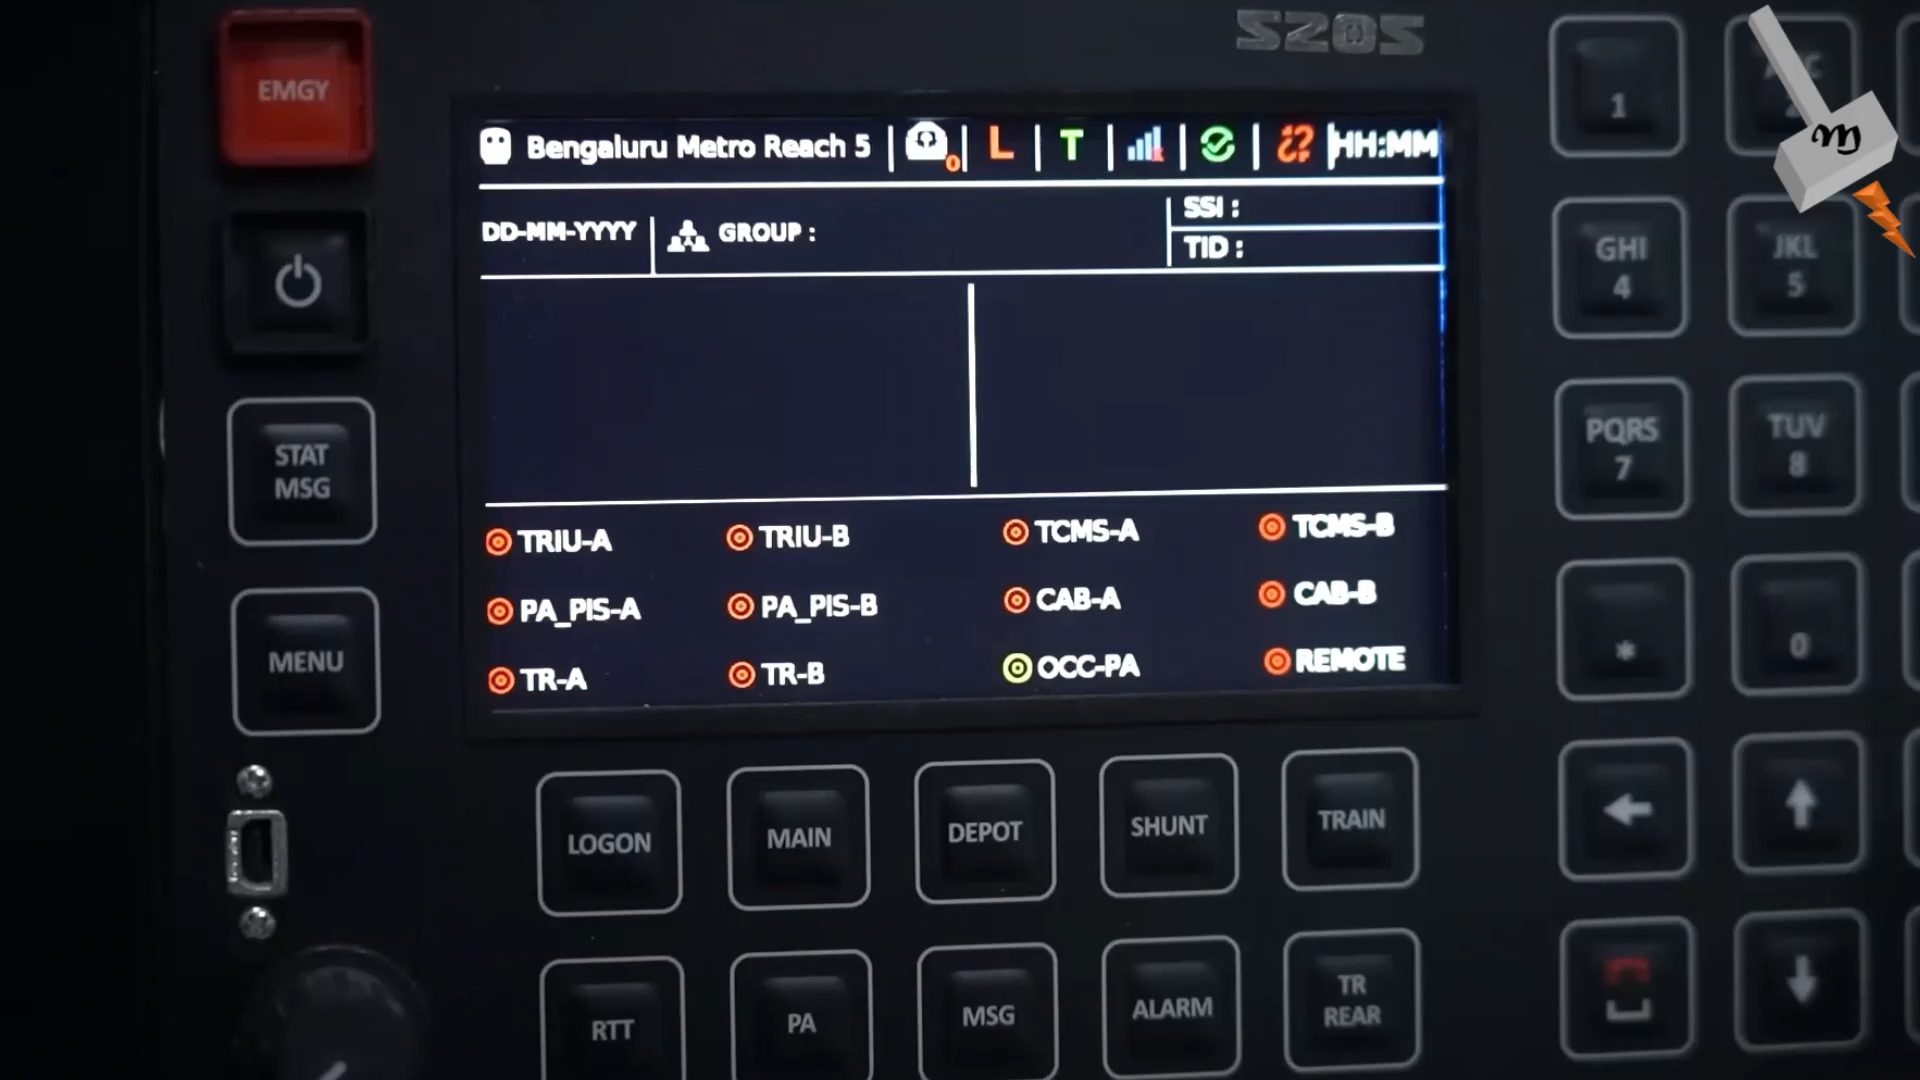 EMGY
Bengaluru Metro Reach 5
L
T
HH:MM
DD-MM-YYYY
GROUP :
SSI :
TID :
TRIU-A
TRIU-B
TCMS-A
TCMS-B
PA_PIS-A
PA_PIS-B
CAB-A
CAB-B
TR-A
TR-B
OCC-PA
REMOTE
STAT
MSG
MENU
LOGON
MAIN
DEPOT
SHUNT
TRAIN
RTT
PA
MSG
ALARM
TR
REAR
1
GHI
4
JKL
5
PQRS
7
TUV
8
*
0